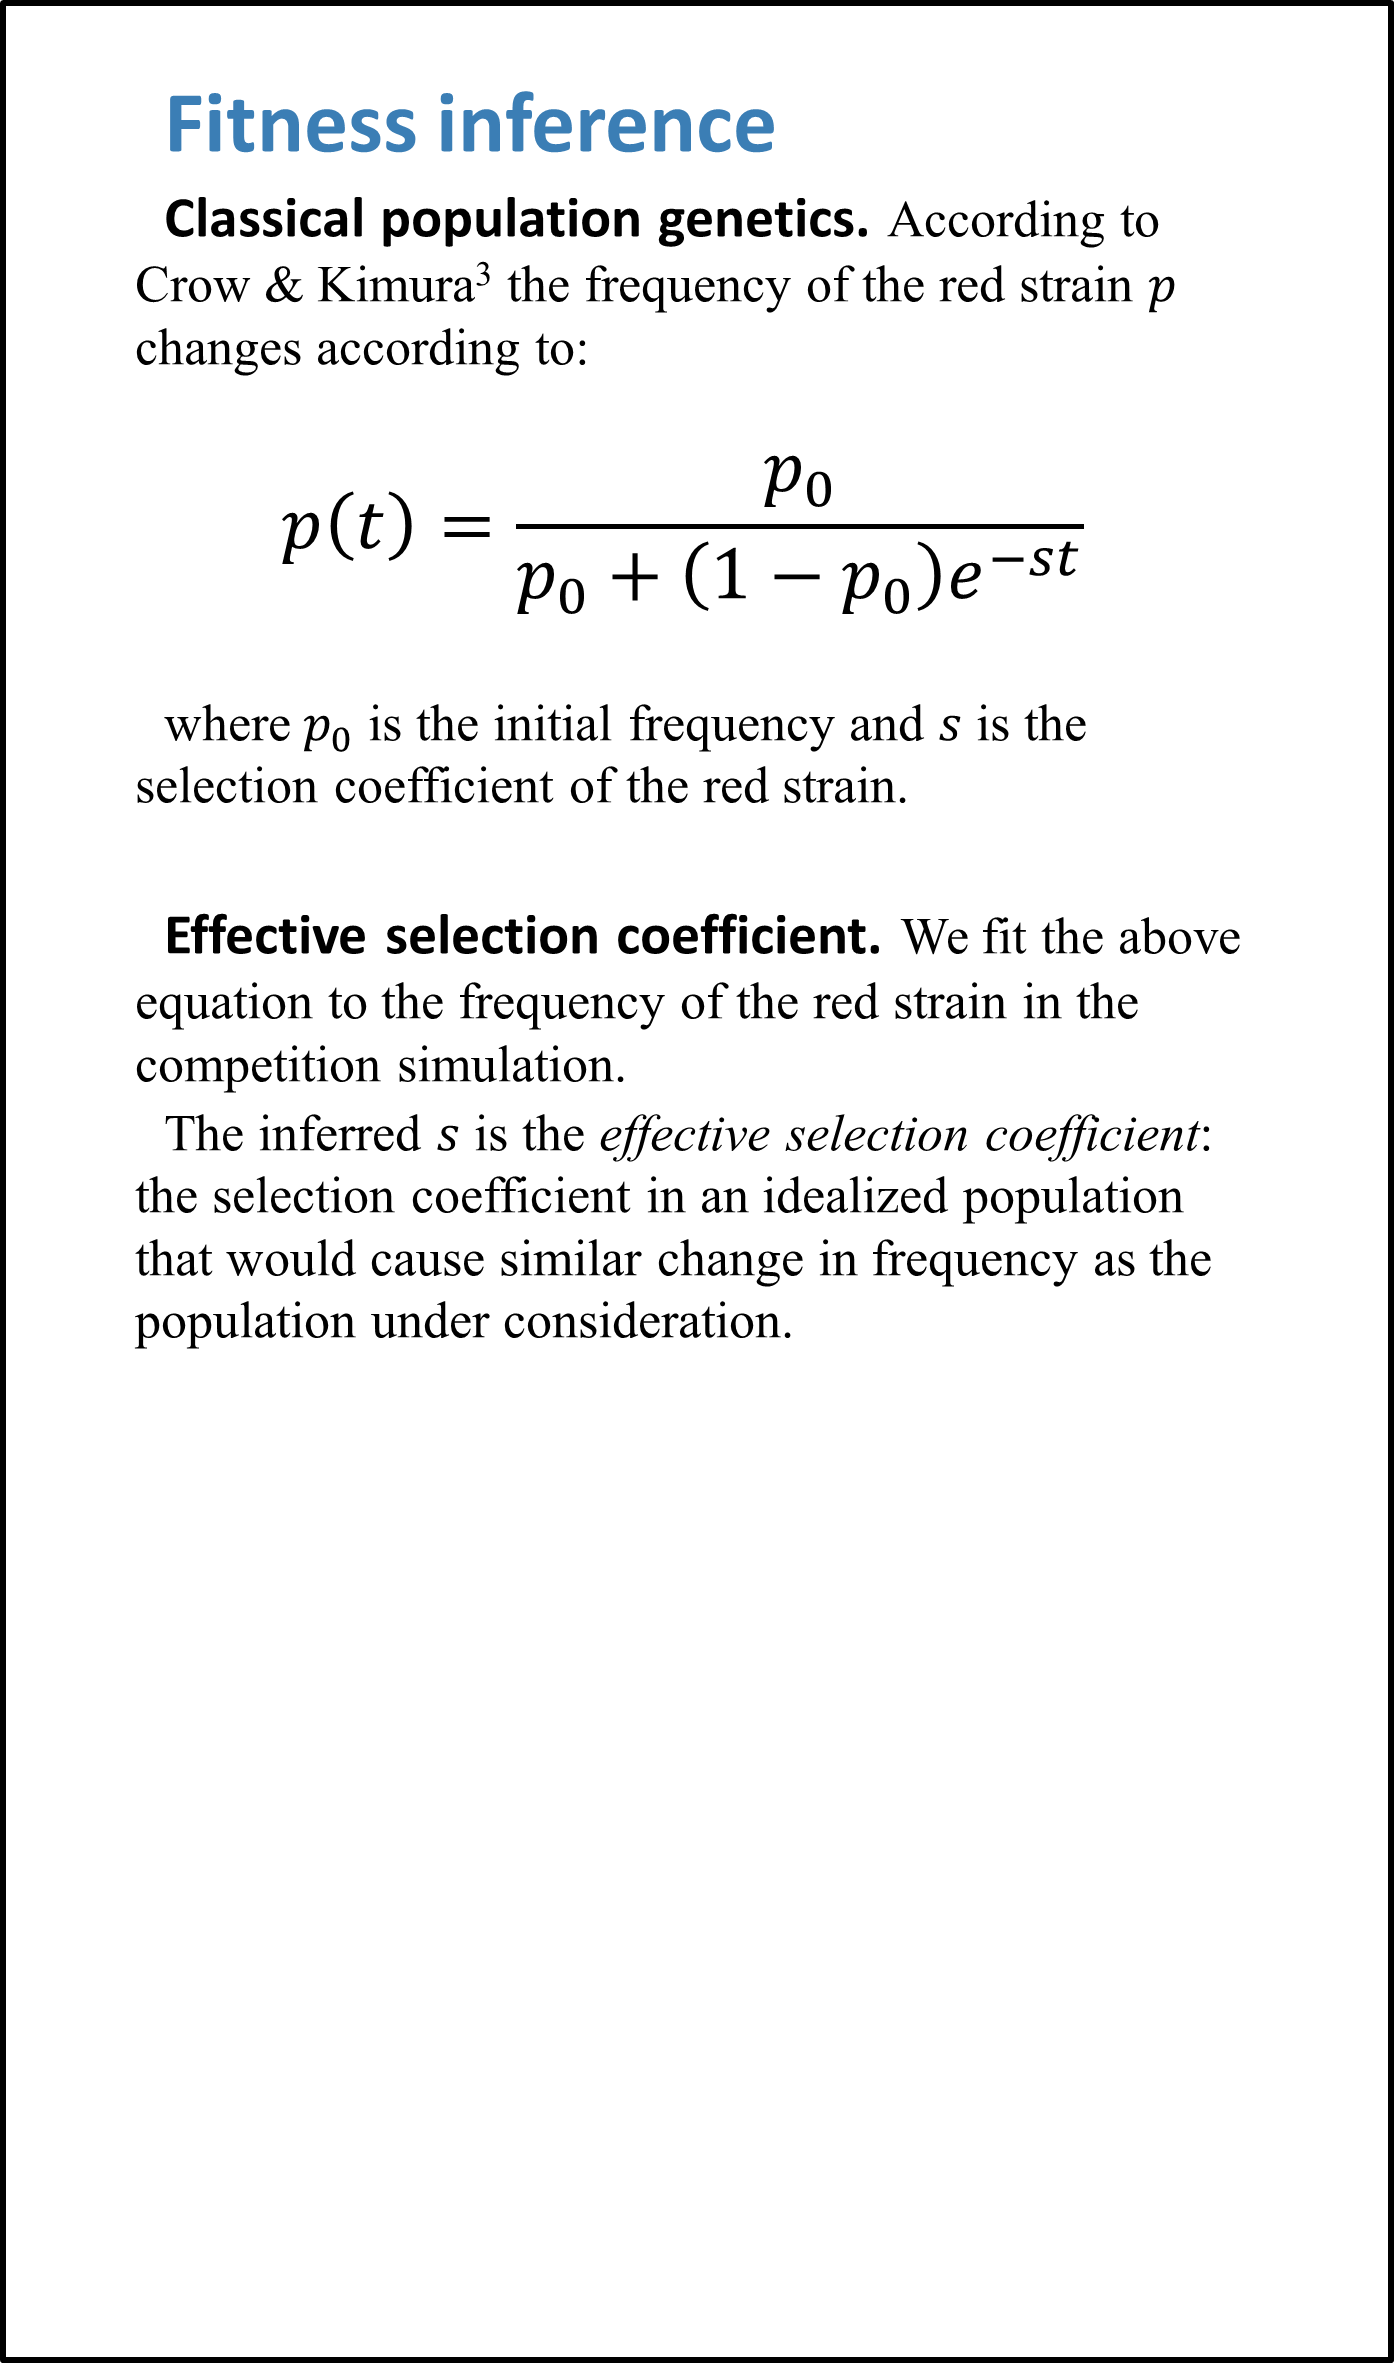 Fitness inference
Classical population genetics. According to
Crow & Kimura³ the frequency of the red strain p
changes according to:
p(t) = p₀ / (p₀ + (1 − p₀)e^−st)
where p₀ is the initial frequency and s is the
selection coefficient of the red strain.
Effective selection coefficient. We fit the above
equation to the frequency of the red strain in the
competition simulation.
The inferred s is the effective selection coefficient:
the selection coefficient in an idealized population
that would cause similar change in frequency as the
population under consideration.